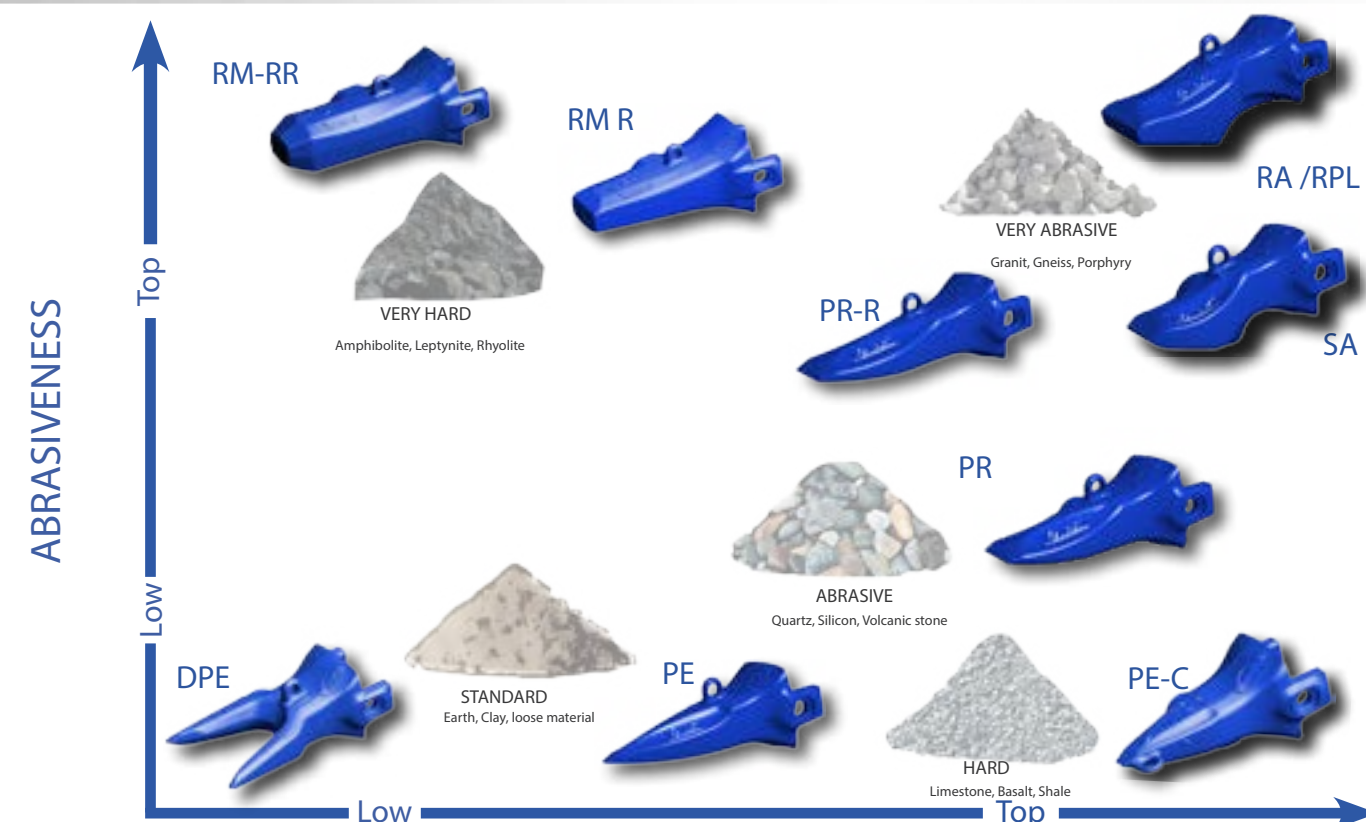 RM-RR
RM R
RA /RPL
VERY ABRASIVE
Granit, Gneiss, Porphyry
Top
VERY HARD
Amphibolite, Leptynite, Rhyolite
PR-R
SA
ABRASIVENESS
PR
ABRASIVE
Quartz, Silicon, Volcanic stone
Low
DPE
STANDARD
Earth, Clay, loose material
PE
PE-C
HARD
Limestone, Basalt, Shale
Low
Top